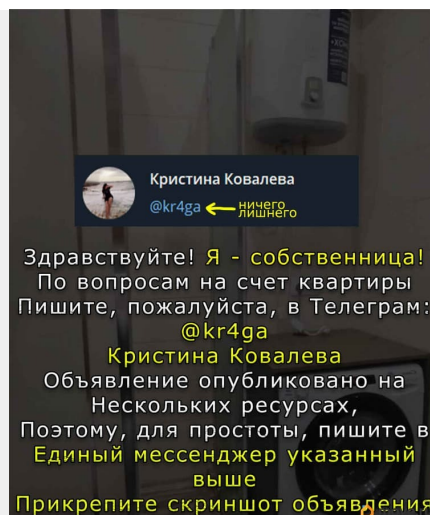 Кристина Ковалева
@kr4ga
ничего
лишнего
Здравствуйте! Я - собственница!
По вопросам на счет квартиры
Пишите, пожалуйста, в Телеграм:
@kr4ga
Кристина Ковалева
Объявление опубликовано на
Нескольких ресурсах,
Поэтому, для простоты, пишите в
Единый мессенджер указанный
выше
Прикрепите скриншот объявления